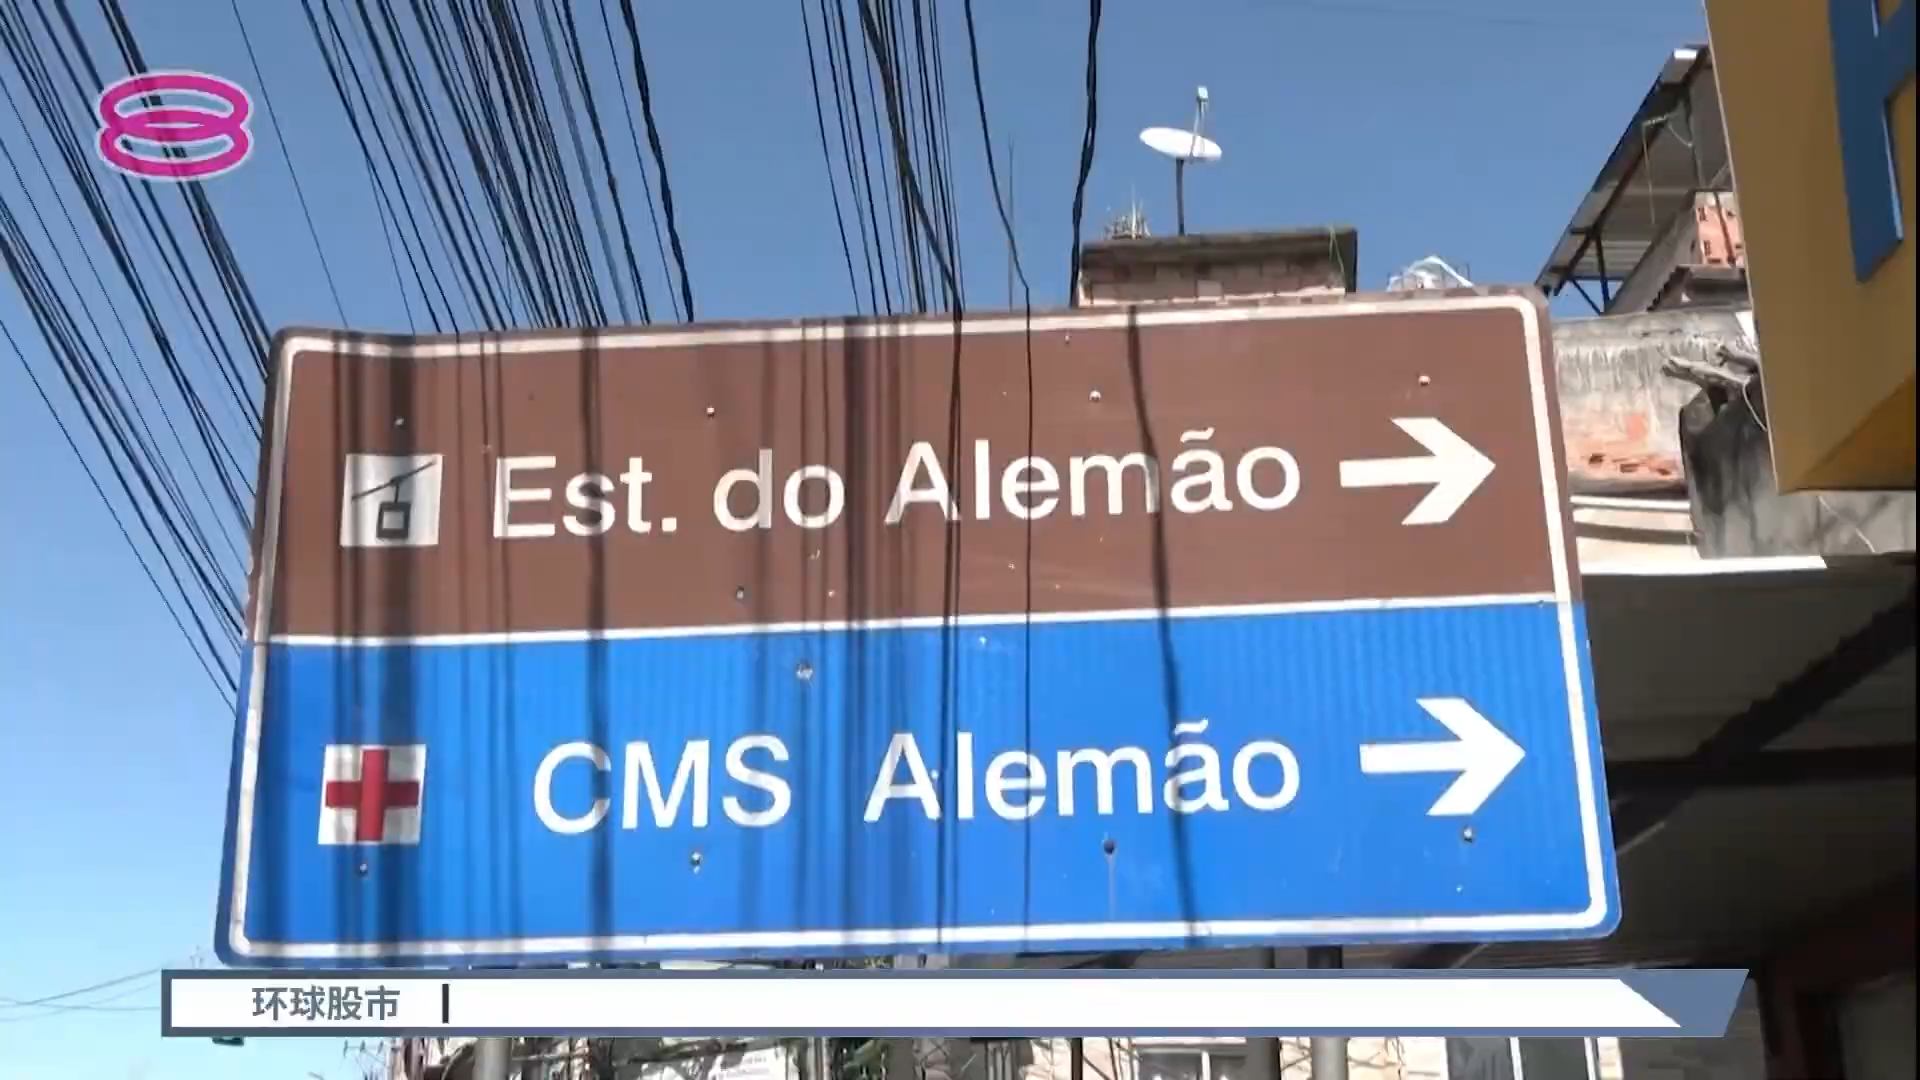 Est. do Alemão
CMS Alemão
环球股市